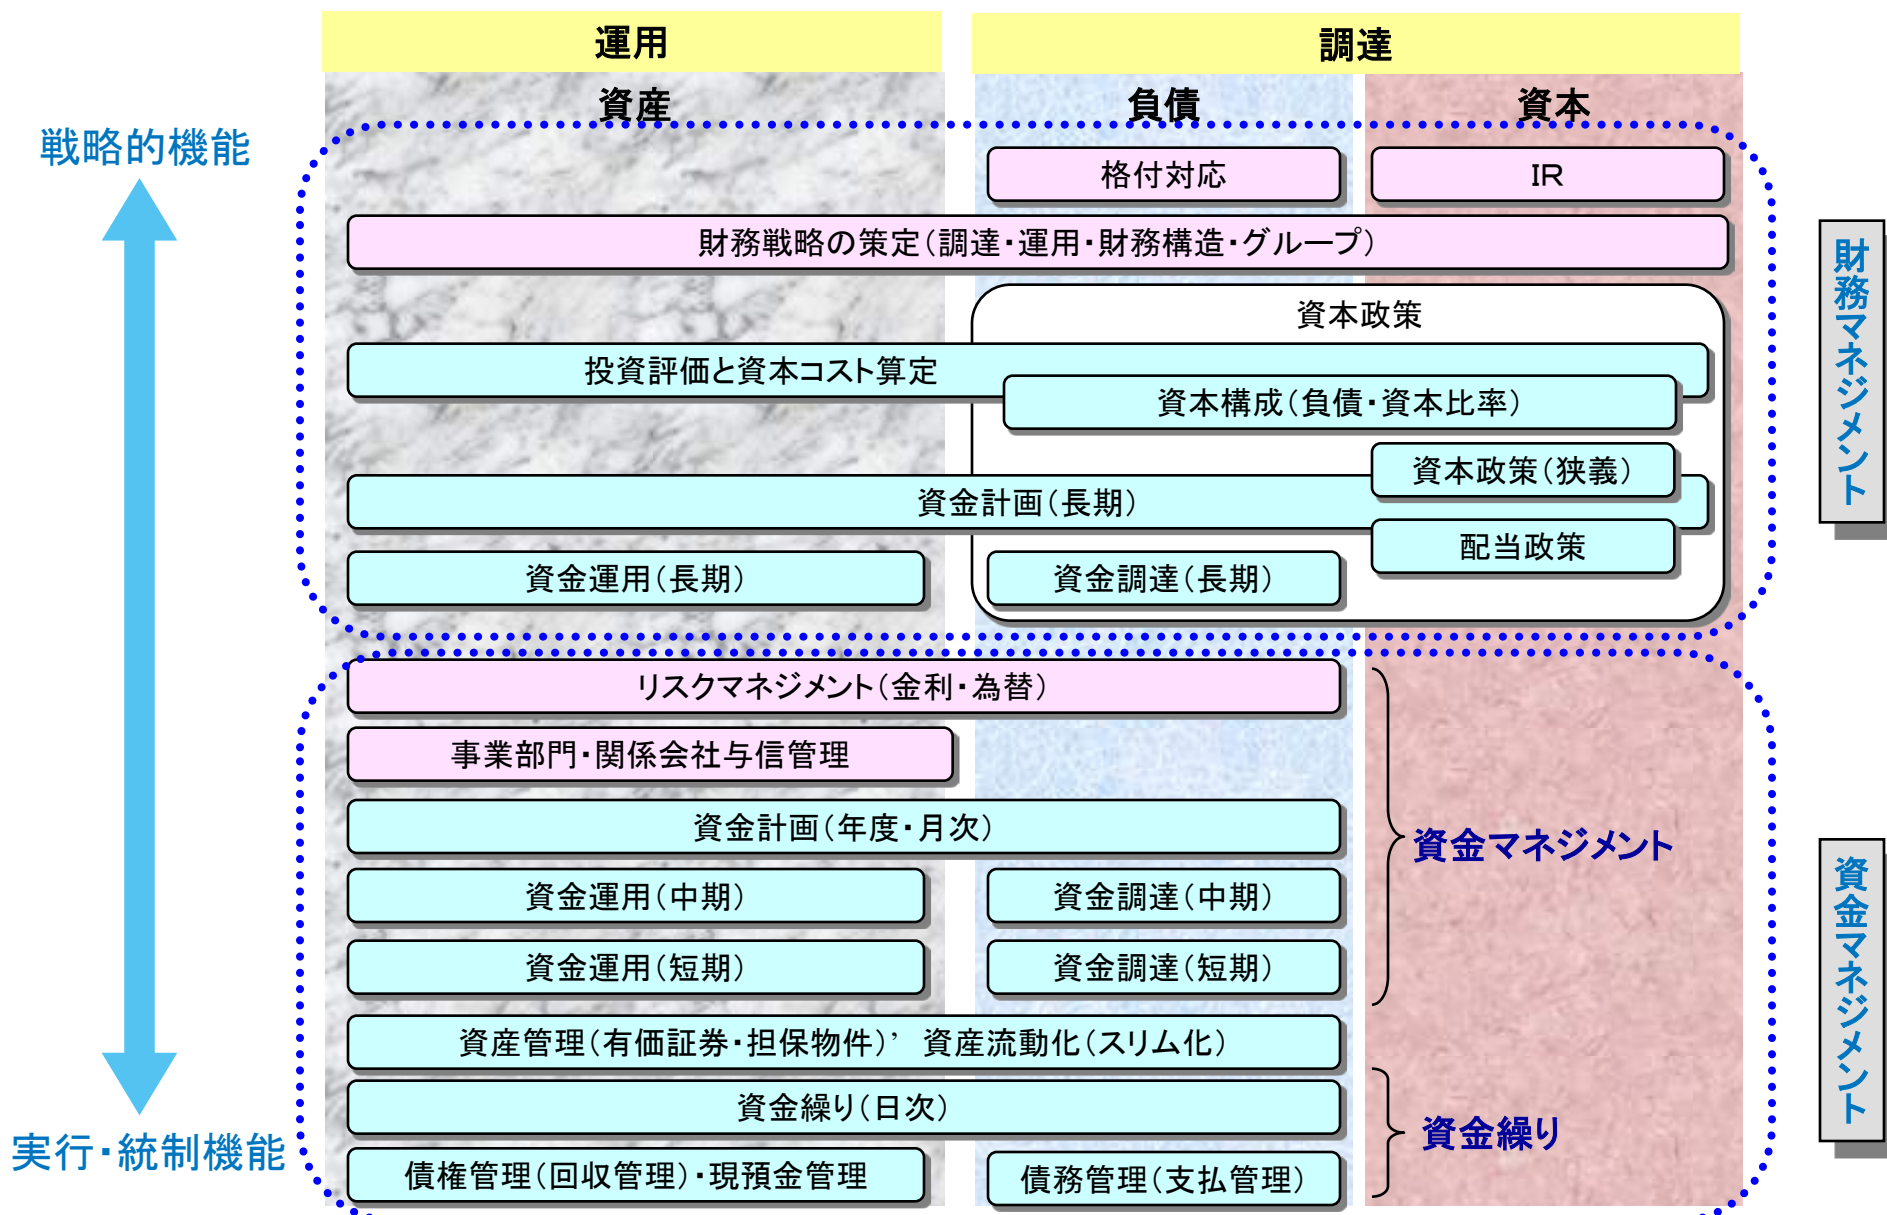 運用
調達
資産
負債
資本
戦略的機能
格付対応
IR
財務戦略の策定(調達・運用・財務構造・グループ)
資本政策
投資評価と資本コスト算定
資本構成(負債・資本比率)
資本政策(狭義)
資金計画(長期)
配当政策
資金運用(長期)
資金調達(長期)
財務マネジメント
リスクマネジメント(金利・為替)
事業部門・関係会社与信管理
資金計画(年度・月次)
資金マネジメント
資金運用(中期)
資金調達(中期)
資金運用(短期)
資金調達(短期)
資産管理(有価証券・担保物件)’ 資産流動化(スリム化)
資金繰り(日次)
資金繰り
債権管理(回収管理)・現預金管理
債務管理(支払管理)
資金マネジメント
実行・統制機能